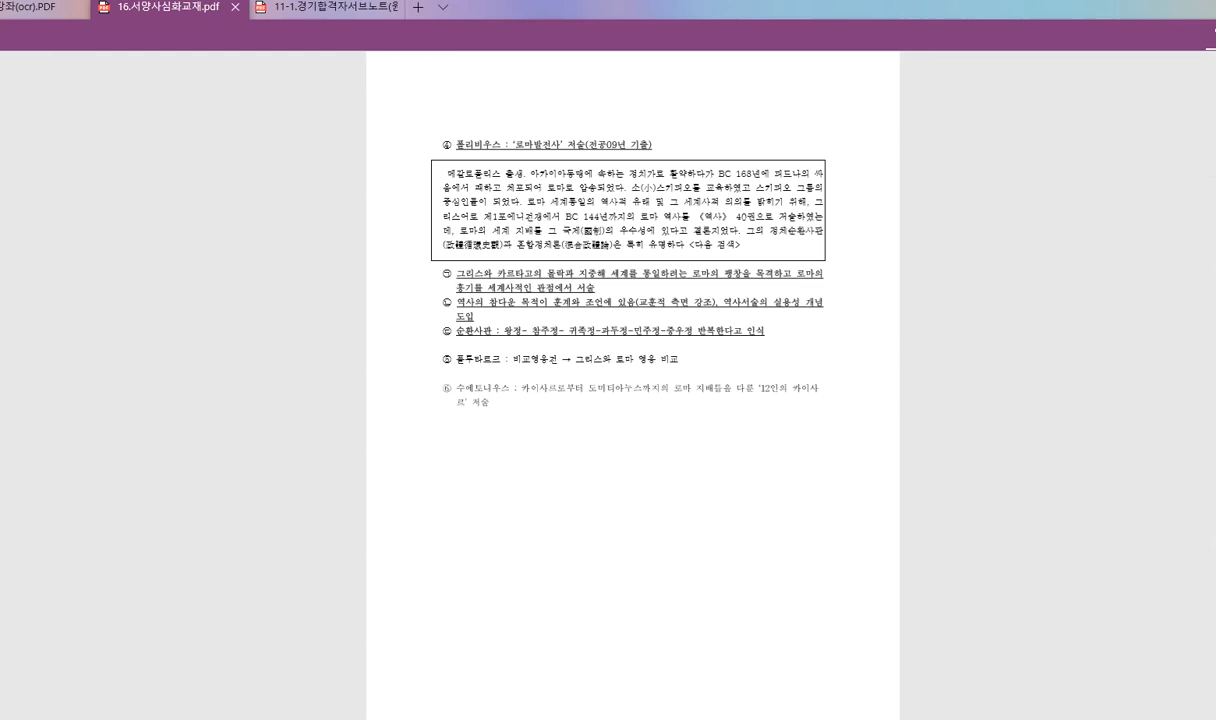 강좌(ocr).PDF
16.서양사심화교재.pdf
11-1.경기합격자서브노트(원
④ 폴리비우스 : '로마발전사' 저술(전공09년 기출)
메갈로폴리스 출생. 아카이아동맹에 속하는 정치가로 활약하다가 BC 168년에 피드나의 싸
움에서 패하고 체포되어 로마로 압송되었다. 소(小)스키피오를 교육하였고 스키피오 그룹의
중심인물이 되었다. 로마 세계통일의 역사적 유래 및 그 세계사적 의의를 밝히기 위해, 그
리스어로 제1포에니전쟁에서 BC 144년까지의 로마 역사를 《역사》 40권으로 저술하였는
데, 로마의 세계 지배를 그 국제(國制)의 우수성에 있다고 결론지었다. 그의 정치순환사관
(政體循環史觀)과 혼합정치론(混合政體論)은 특히 유명하다 <다음 검색>
㉠ 그리스와 카르타고의 몰락과 지중해 세계를 통일하려는 로마의 팽창을 목격하고 로마의
흥기를 세계사적인 관점에서 서술
㉡ 역사의 참다운 목적이 훈계와 조언에 있음(교훈적 측면 강조), 역사서술의 실용성 개념
도입
㉢ 순환사관 : 왕정- 참주정- 귀족정-과두정-민주정-중우정 반복한다고 인식
⑤ 플루타르크 : 비교영웅전 → 그리스와 로마 영웅 비교
⑥ 수에토니우스 : 카이사르로부터 도미티아누스까지의 로마 지배들을 다룬 '12인의 카이사
르' 저술